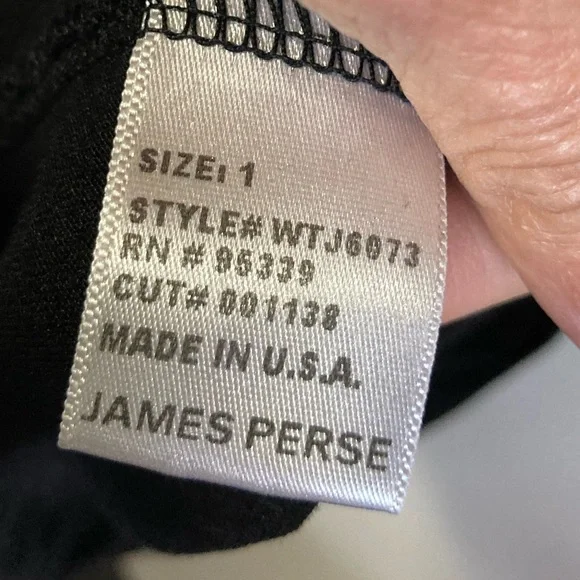 SIZE: 1
STYLE# WTJ6073
RN # 95339
CUT# 001138
MADE IN U.S.A.
JAMES PERSE